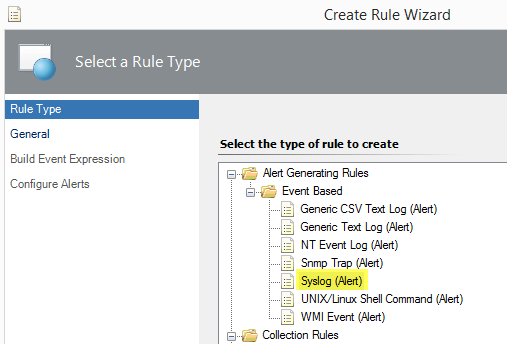 Create Rule Wizard
Select a Rule Type
Rule Type
General
Build Event Expression
Configure Alerts
Select the type of rule to create
Alert Generating Rules
Event Based
Generic CSV Text Log (Alert)
Generic Text Log (Alert)
NT Event Log (Alert)
Snmp Trap (Alert)
Syslog (Alert)
UNIX/Linux Shell Command (Alert)
WMI Event (Alert)
Collection Rules